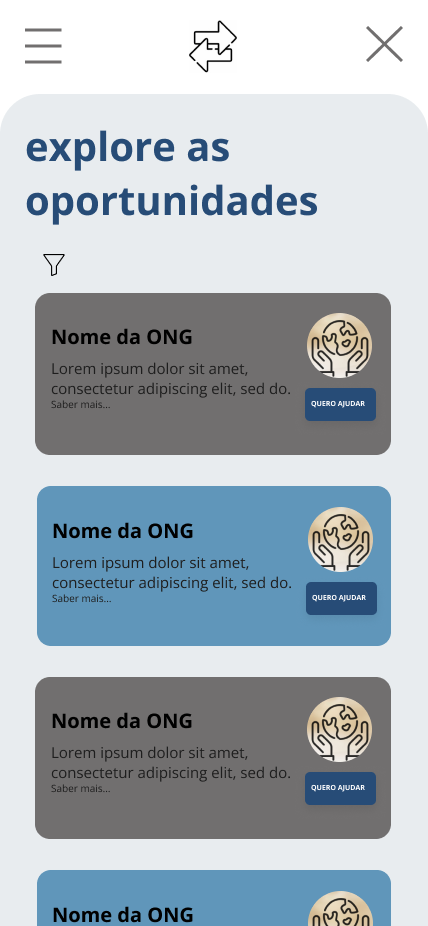 explore as
oportunidades
Nome da ONG
Lorem ipsum dolor sit amet,
consectetur adipiscing elit, sed do.
Saber mais...
QUERO AJUDAR
Nome da ONG
Lorem ipsum dolor sit amet,
consectetur adipiscing elit, sed do.
Saber mais...
QUERO AJUDAR
Nome da ONG
Lorem ipsum dolor sit amet,
consectetur adipiscing elit, sed do.
Saber mais...
QUERO AJUDAR
Nome da ONG